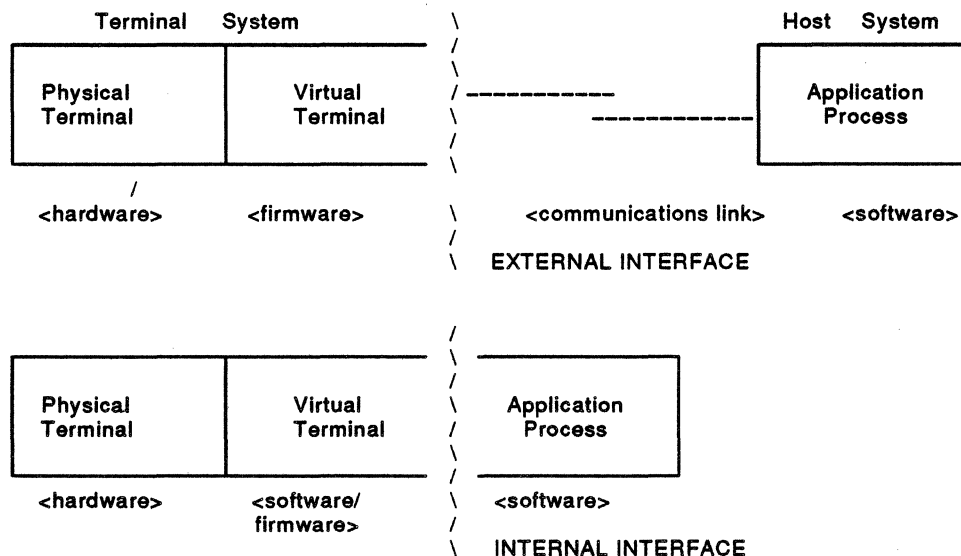 Terminal System Host System
Physical Terminal Virtual Terminal Application Process
<hardware> <firmware> <communications link> <software>
EXTERNAL INTERFACE
Physical Terminal Virtual Terminal Application Process
<hardware> <software/ firmware> <software>
INTERNAL INTERFACE